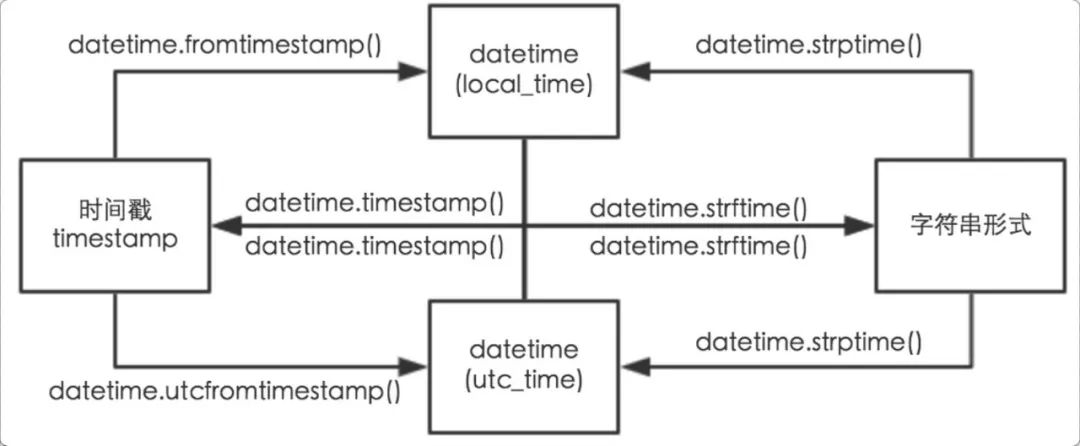 datetime.fromtimestamp()
datetime
(local_time)
datetime.strptime()
时间戳
timestamp
datetime.timestamp()
datetime.timestamp()
datetime.strftime()
datetime.strftime()
字符串形式
datetime.utcfromtimestamp()
datetime
(utc_time)
datetime.strptime()